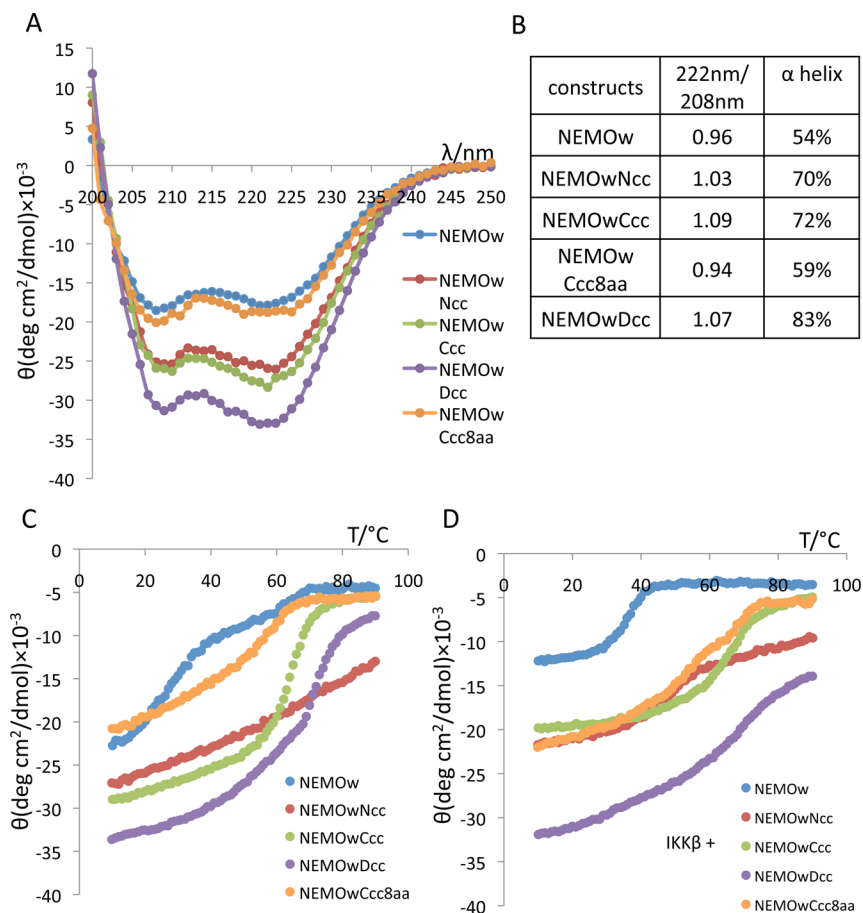 A
θ(deg cm²/dmol)×10⁻³
15
10
5
0
-5
-10
-15
-20
-25
-30
-35
-40
λ/nm
200 205 210 215 220 225 230 235 240 245 250
NEMOw
NEMOw
Ncc
NEMOw
Ccc
NEMOw
Dcc
NEMOw
Ccc8aa
B
constructs
222nm/
208nm
α helix
NEMOw 0.96 54%
NEMOwNcc 1.03 70%
NEMOwCcc 1.09 72%
NEMOw
Ccc8aa
0.94 59%
NEMOwDcc 1.07 83%
C
T/°C
θ(deg cm²/dmol)×10⁻³
0
-5
-10
-15
-20
-25
-30
-35
-40
0 20 40 60 80 100
NEMOw
NEMOwNcc
NEMOwCcc
NEMOwDcc
NEMOwCcc8aa
D
T/°C
θ(deg cm²/dmol)×10⁻³
0
-5
-10
-15
-20
-25
-30
-35
-40
0 20 40 60 80 100
IKKβ +
NEMOw
NEMOwNcc
NEMOwCcc
NEMOwDcc
NEMOwCcc8aa